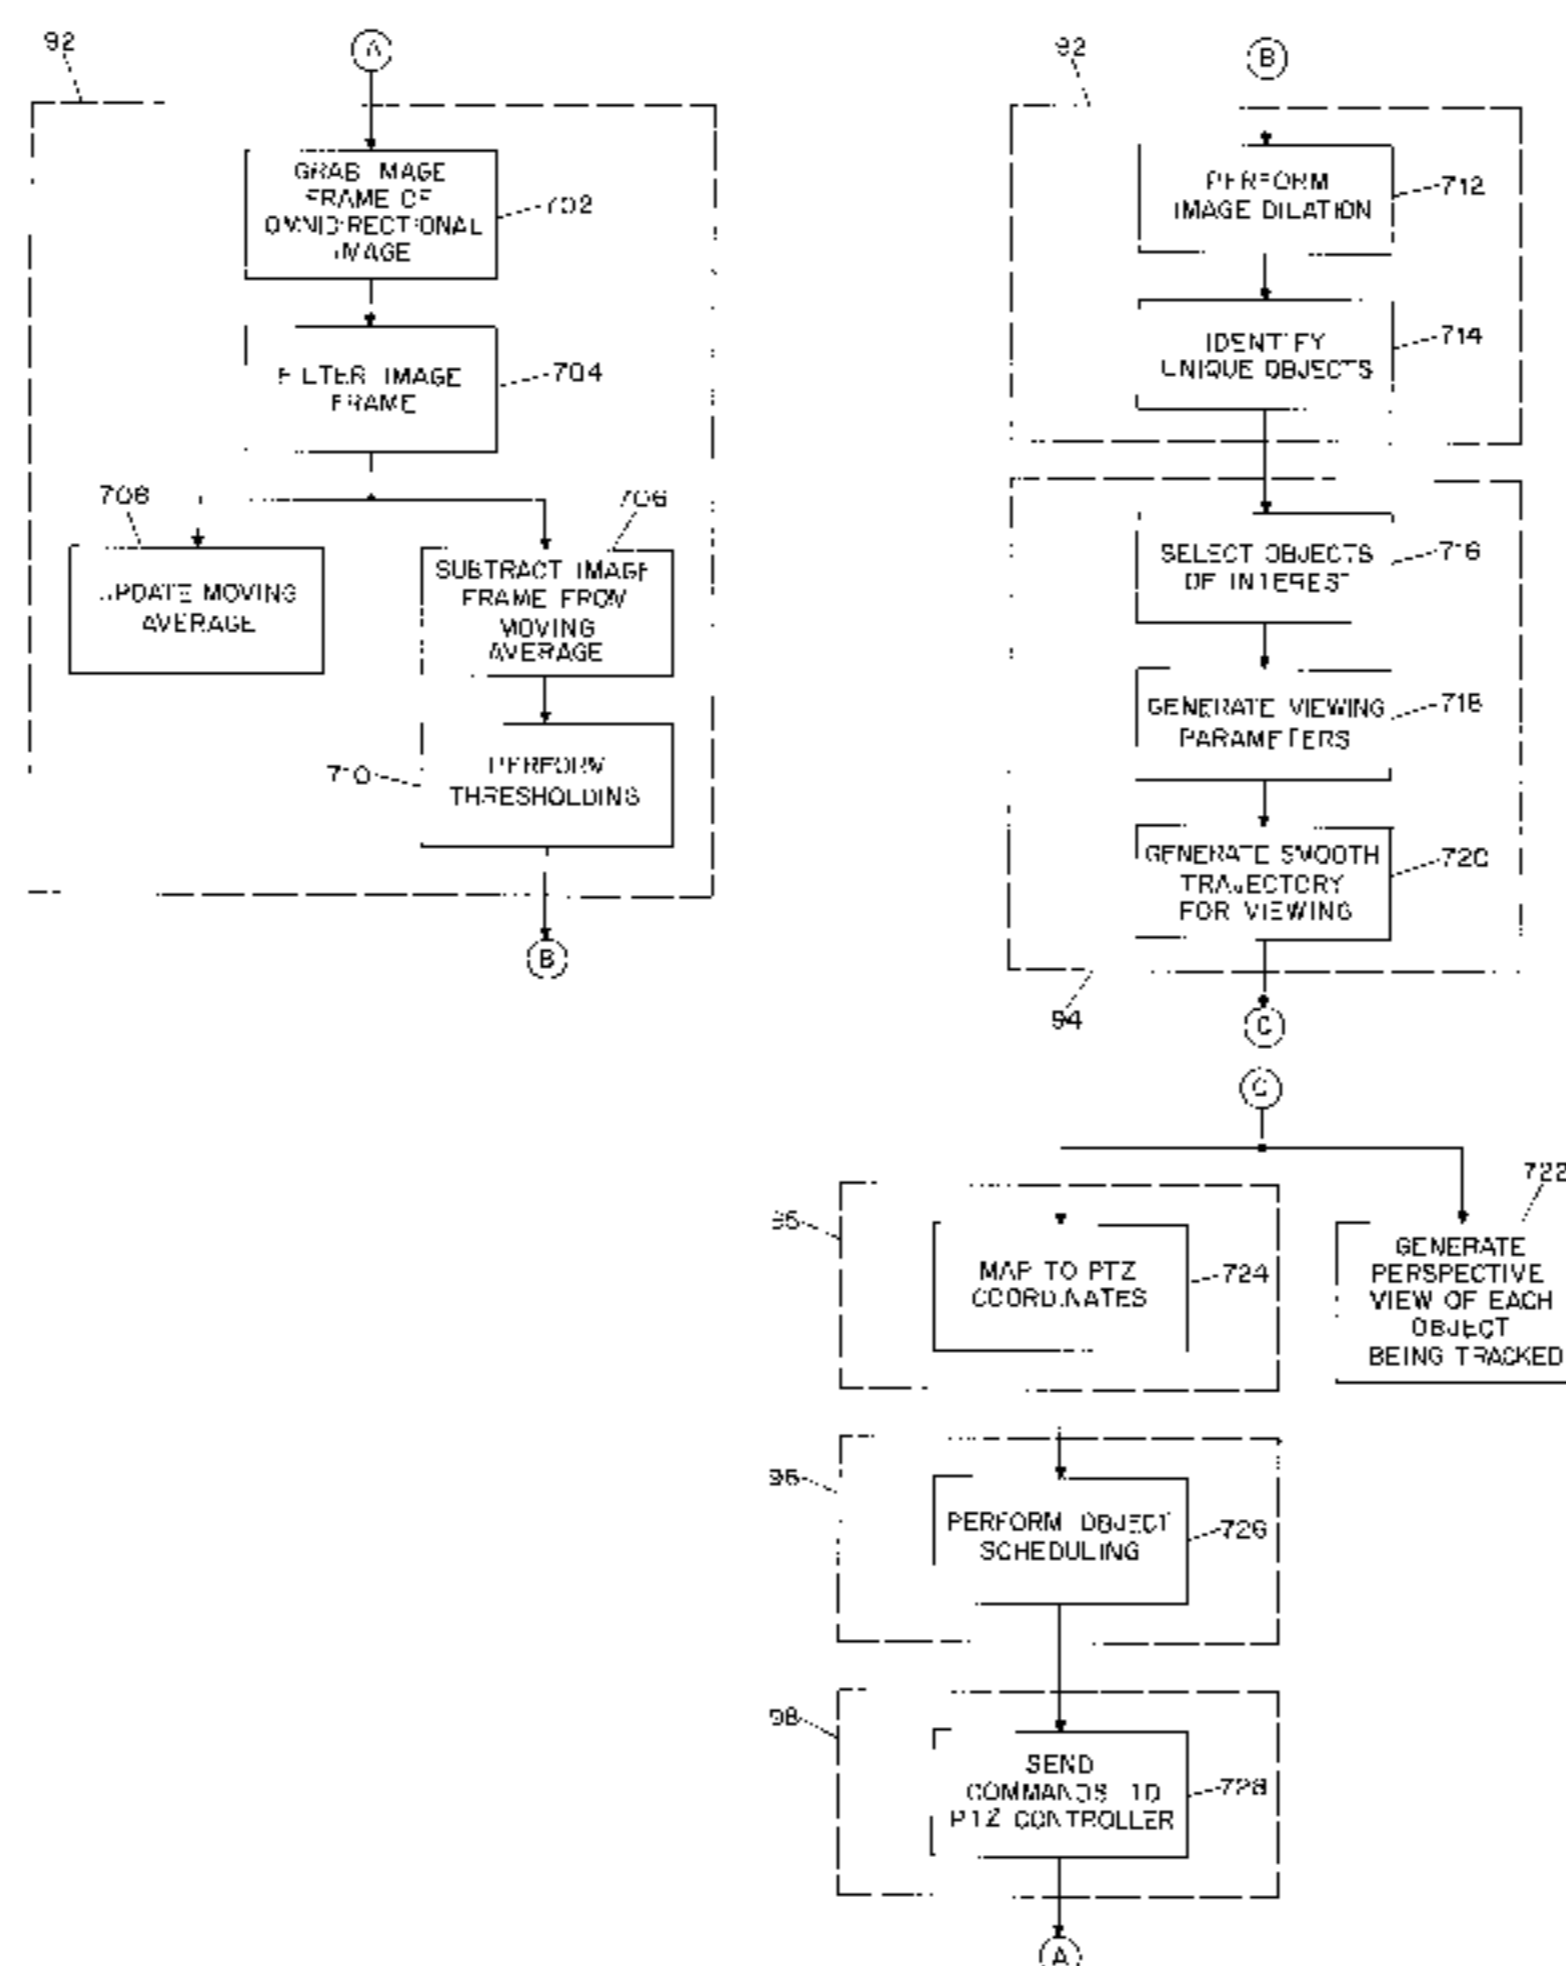 92
A
GRAB IMAGE
FRAME OF
OMNIDIRECTIONAL
IMAGE
702
FILTER IMAGE
FRAME
704
UPDATE MOVING
AVERAGE
SUBTRACT IMAGE
FRAME FROM
MOVING
AVERAGE
706
PERFORM
THRESHOLDING
710
B
92
B
PERFORM
IMAGE DILATION
712
IDENTIFY
UNIQUE OBJECTS
714
SELECT OBJECTS
OF INTEREST
716
GENERATE VIEWING
PARAMETERS
718
GENERATE SMOOTH
TRAJECTORY
FOR VIEWING
720
94
C
C
722
GENERATE
PERSPECTIVE
VIEW OF EACH
OBJECT
BEING TRACKED
MAP TO PTZ
COORDINATES
724
PERFORM OBJECT
SCHEDULING
726
98
SEND
COMMANDS TO
PTZ CONTROLLER
728
A